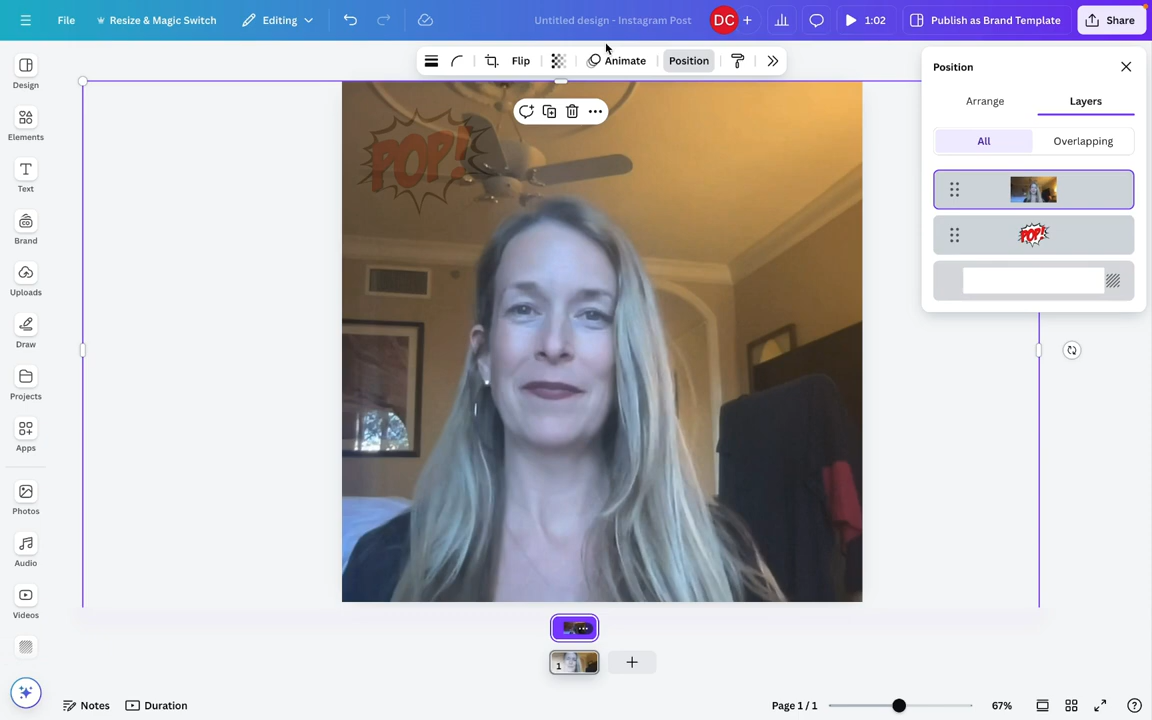 File
Resize & Magic Switch
Editing
Untitled design - Instagram Post
DC
+
1:02
Publish as Brand Template
Share
Flip
Animate
Position
Position
Arrange
Layers
All
Overlapping
POP!
POP!
Design
Elements
Text
Brand
Uploads
Draw
Projects
Apps
Photos
Audio
Videos
1
+
Notes
Duration
Page 1 / 1
67%